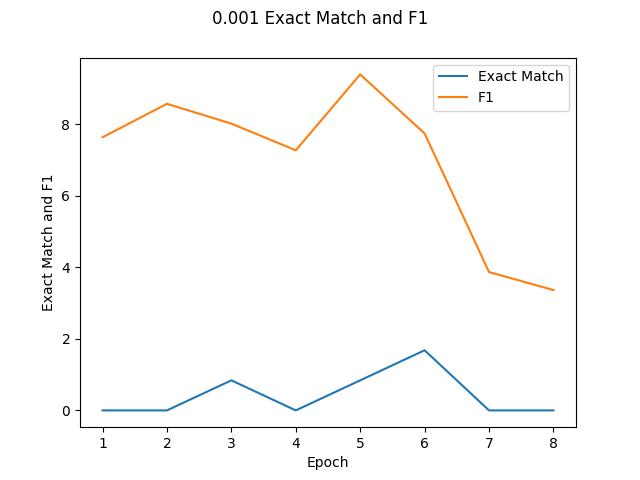 0.001 Exact Match and F1
Exact Match
F1
Exact Match and F1
8
6
4
2
0
1 2 3 4 5 6 7 8
Epoch